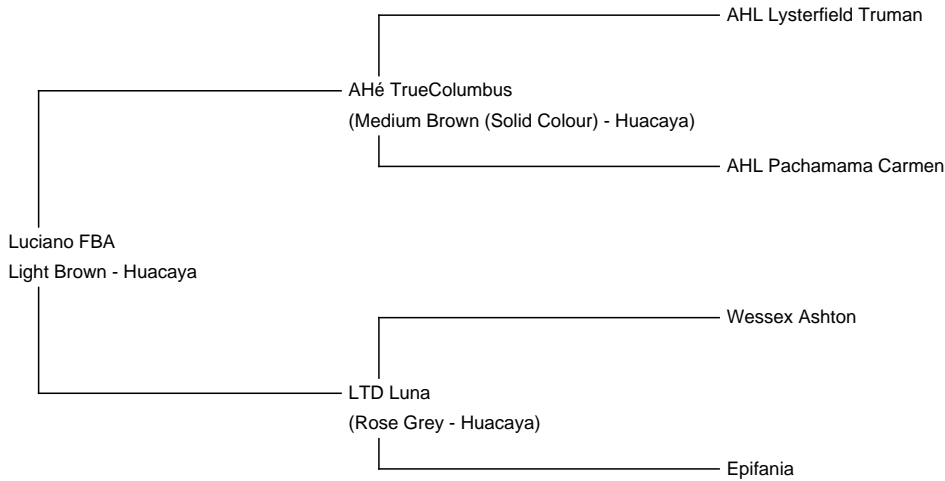 AHL Lysterfield Truman
AHé TrueColumbus
(Medium Brown (Solid Colour) - Huacaya)
AHL Pachamama Carmen
Luciano FBA
Light Brown - Huacaya
Wessex Ashton
LTD Luna
(Rose Grey - Huacaya)
Epifania